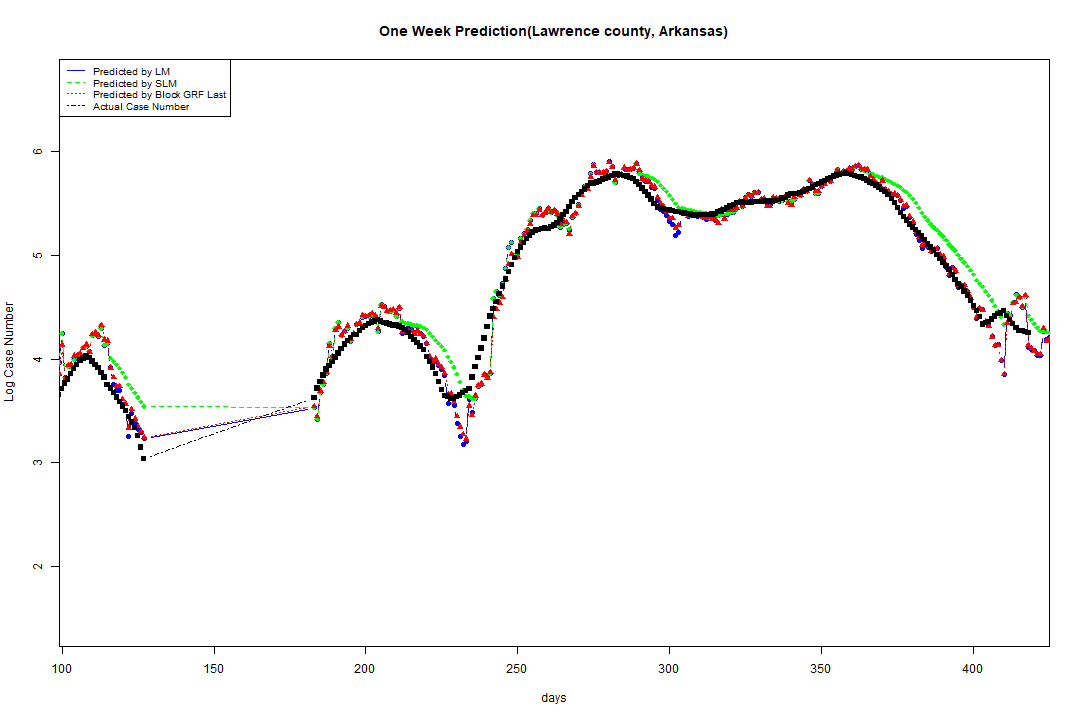 One Week Prediction(Lawrence county, Arkansas)
Predicted by LM
Predicted by SLM
Predicted by Block GRF Last
Actual Case Number
Log Case Number
6
5
4
3
2
100 150 200 250 300 350 400
days